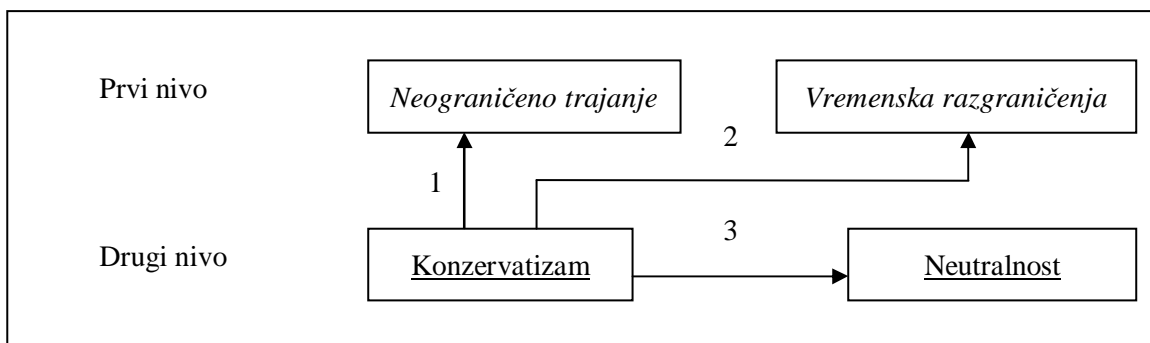 Prvi nivo
Neograničeno trajanje
Vremenska razgraničenja
2
1
3
Drugi nivo
Konzervatizam
Neutralnost